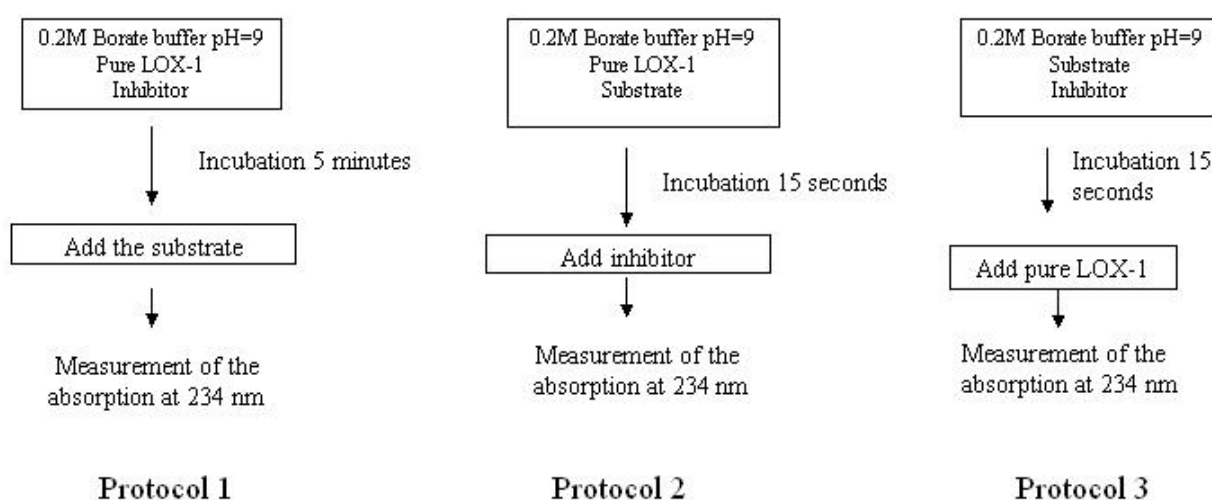 0.2M Borate buffer pH=9
Pure LOX-1
Inhibitor
Incubation 5 minutes
Add the substrate
Measurement of the
absorption at 234 nm
Protocol 1
0.2M Borate buffer pH=9
Pure LOX-1
Substrate
Incubation 15 seconds
Add inhibitor
Measurement of the
absorption at 234 nm
Protocol 2
0.2M Borate buffer pH=9
Substrate
Inhibitor
Incubation 15
seconds
Add pure LOX-1
Measurement of the
absorption at 234 nm
Protocol 3